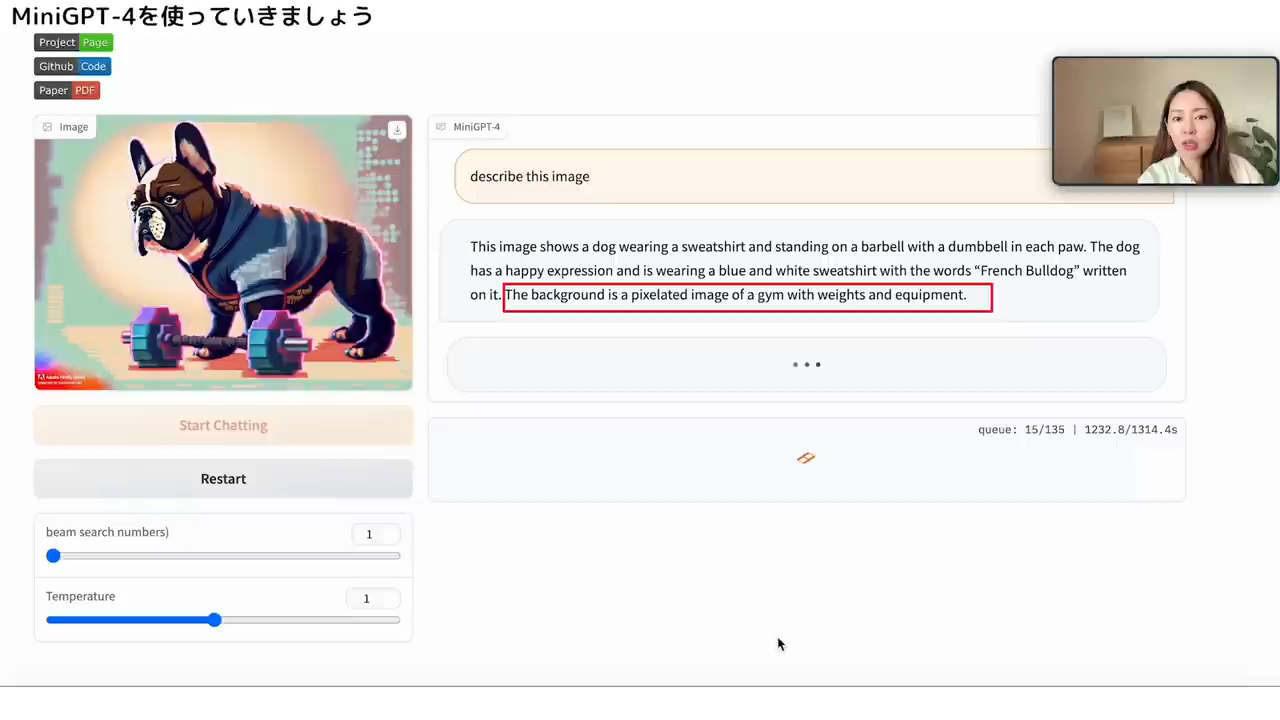 MiniGPT-4を使っていきましょう
Project Page
Github Code
Paper PDF
Image
MiniGPT-4
describe this image
This image shows a dog wearing a sweatshirt and standing on a barbell with a dumbbell in each paw. The dog
has a happy expression and is wearing a blue and white sweatshirt with the words “French Bulldog” written
on it. The background is a pixelated image of a gym with weights and equipment.
Start Chatting
queue: 15/135 | 1232.8/1314.4s
Restart
beam search numbers) 1
Temperature 1